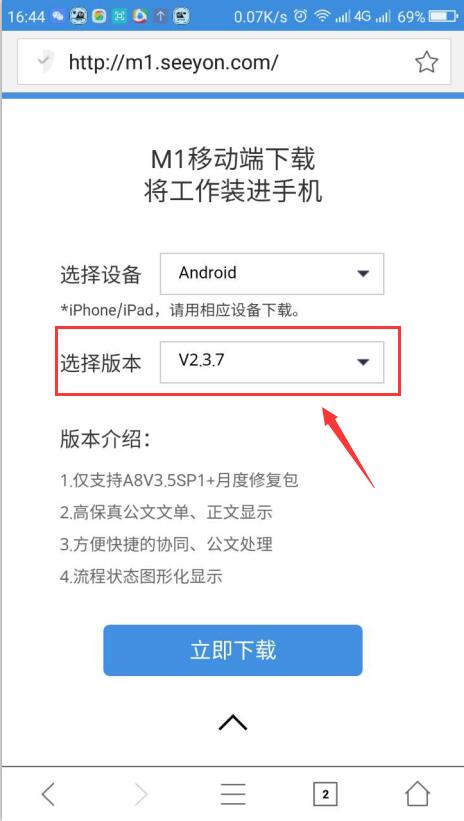 16:44 0.07K/s 4G 69%
http://m1.seeyon.com/
M1移动端下载
将工作装进手机
选择设备 Android
*iPhone/iPad，请用相应设备下载。
选择版本 V2.3.7
版本介绍：
1.仅支持A8V3.5SP1+月度修复包
2.高保真公文文单、正文显示
3.方便快捷的协同、公文处理
4.流程状态图形化显示
立即下载
2